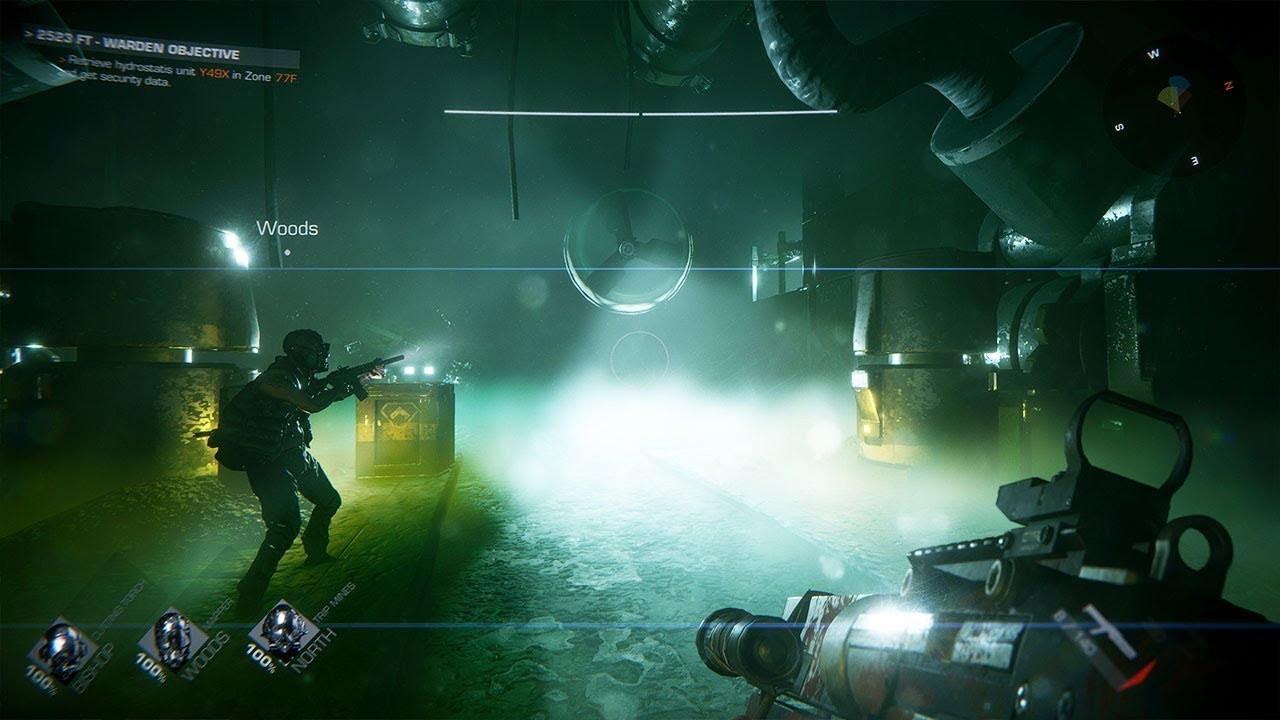 > 2523 FT - WARDEN OBJECTIVE
> Retrieve hydrostatis unit Y49X in Zone 77F
get security data.
W
N
S
E
Woods
100%
BISHOP
100%
WOODS
MAPPER
100%
NORTH
TRIP MINES